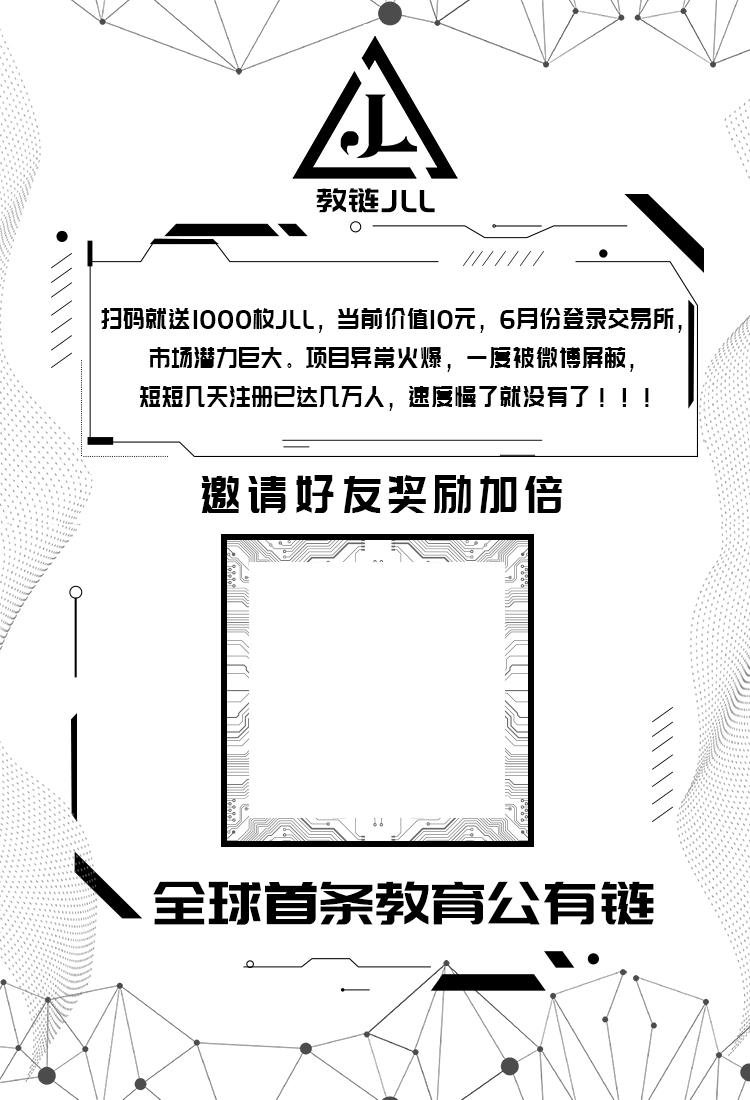 JL
教链JLL
扫码就送1000枚JLL，当前价值10元，6月份登录交易所，
市场潜力巨大。项目异常火爆，一度被微博屏蔽，
短短几天注册已达几万人，速度慢了就没有了！！！
邀请好友奖励加倍
全球首条教育公有链